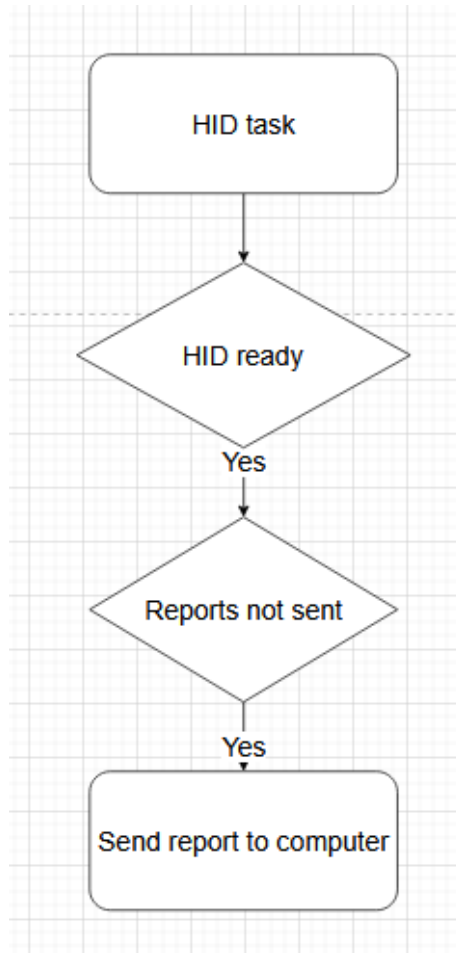 HID task
HID ready
Yes
Reports not sent
Yes
Send report to computer